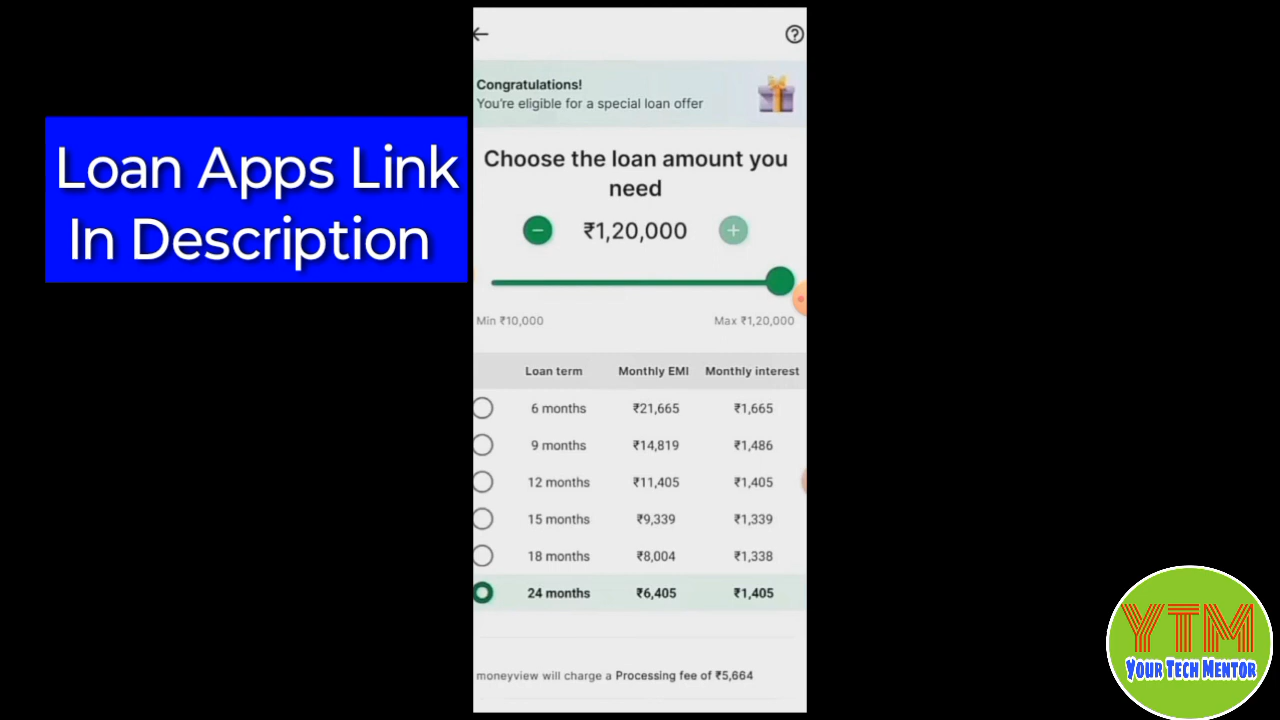 Loan Apps Link
In Description
Congratulations!
You're eligible for a special loan offer
Choose the loan amount you
need
₹1,20,000
Min ₹10,000 Max ₹1,20,000
Loan term Monthly EMI Monthly interest
6 months ₹21,665 ₹1,665
9 months ₹14,819 ₹1,486
12 months ₹11,405 ₹1,405
15 months ₹9,339 ₹1,339
18 months ₹8,004 ₹1,338
24 months ₹6,405 ₹1,405
moneyview will charge a Processing fee of ₹5,664
YTM
YOUR TECH MENTOR